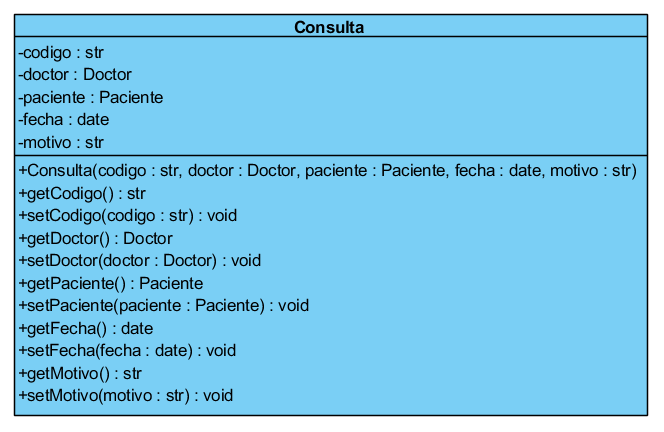 Consulta
-codigo : str
-doctor : Doctor
-paciente : Paciente
-fecha : date
-motivo : str
+Consulta(codigo : str, doctor : Doctor, paciente : Paciente, fecha : date, motivo : str)
+getCodigo() : str
+setCodigo(codigo : str) : void
+getDoctor() : Doctor
+setDoctor(doctor : Doctor) : void
+getPaciente() : Paciente
+setPaciente(paciente : Paciente) : void
+getFecha() : date
+setFecha(fecha : date) : void
+getMotivo() : str
+setMotivo(motivo : str) : void